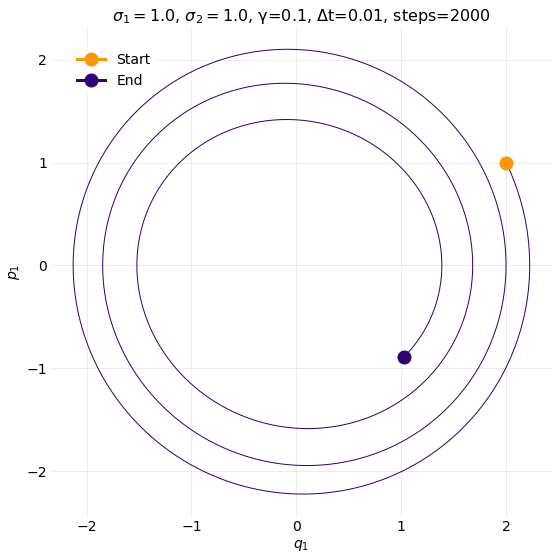 σ₁ = 1.0, σ₂ = 1.0, γ=0.1, Δt=0.01, steps=2000
Start
End
2
1
0
−1
−2
p₁
−2
−1
0
1
2
q₁